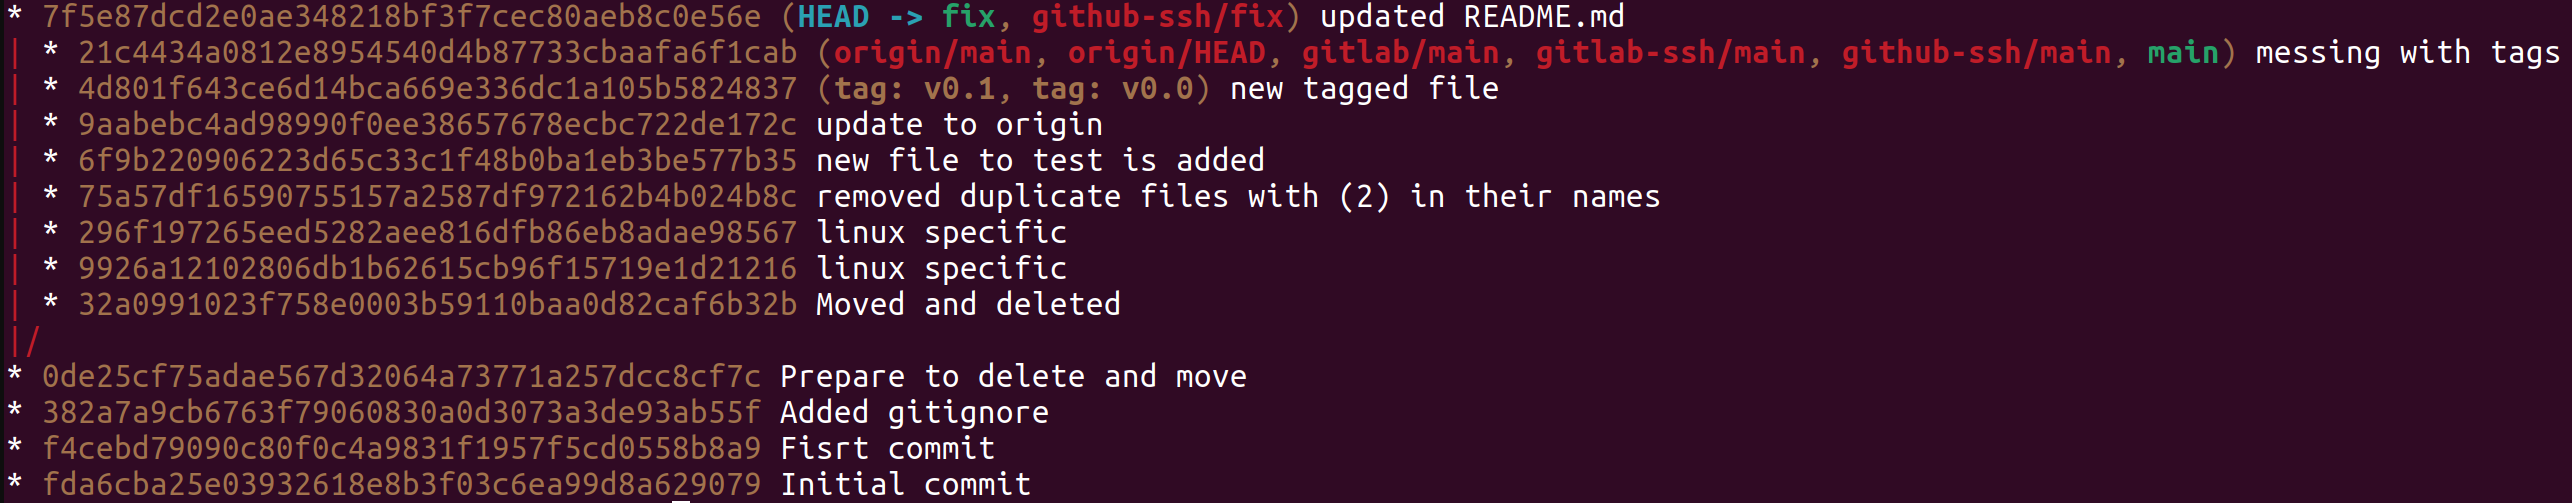 * 7f5e87dcd2e0ae348218bf3f7cec80aeb8c0e56e (HEAD -> fix, github-ssh/fix) updated README.md
| * 21c4434a0812e8954540d4b87733cbaafa6f1cab (origin/main, origin/HEAD, gitlab/main, gitlab-ssh/main, github-ssh/main, main) messing with tags
| * 4d801f643ce6d14bca669e336dc1a105b5824837 (tag: v0.1, tag: v0.0) new tagged file
| * 9aabebc4ad98990f0ee38657678ecbc722de172c update to origin
| * 6f9b220906223d65c33c1f48b0ba1eb3be577b35 new file to test is added
| * 75a57df16590755157a2587df972162b4b024b8c removed duplicate files with (2) in their names
| * 296f197265eed5282aee816dfb86eb8adae98567 linux specific
| * 9926a12102806db1b62615cb96f15719e1d21216 linux specific
| * 32a0991023f758e0003b59110baa0d82caf6b32b Moved and deleted
|/
* 0de25cf75adae567d32064a73771a257dcc8cf7c Prepare to delete and move
* 382a7a9cb6763f79060830a0d3073a3de93ab55f Added gitignore
* f4cebd79090c80f0c4a9831f1957f5cd0558b8a9 Fisrt commit
* fda6cba25e03932618e8b3f03c6ea99d8a629079 Initial commit